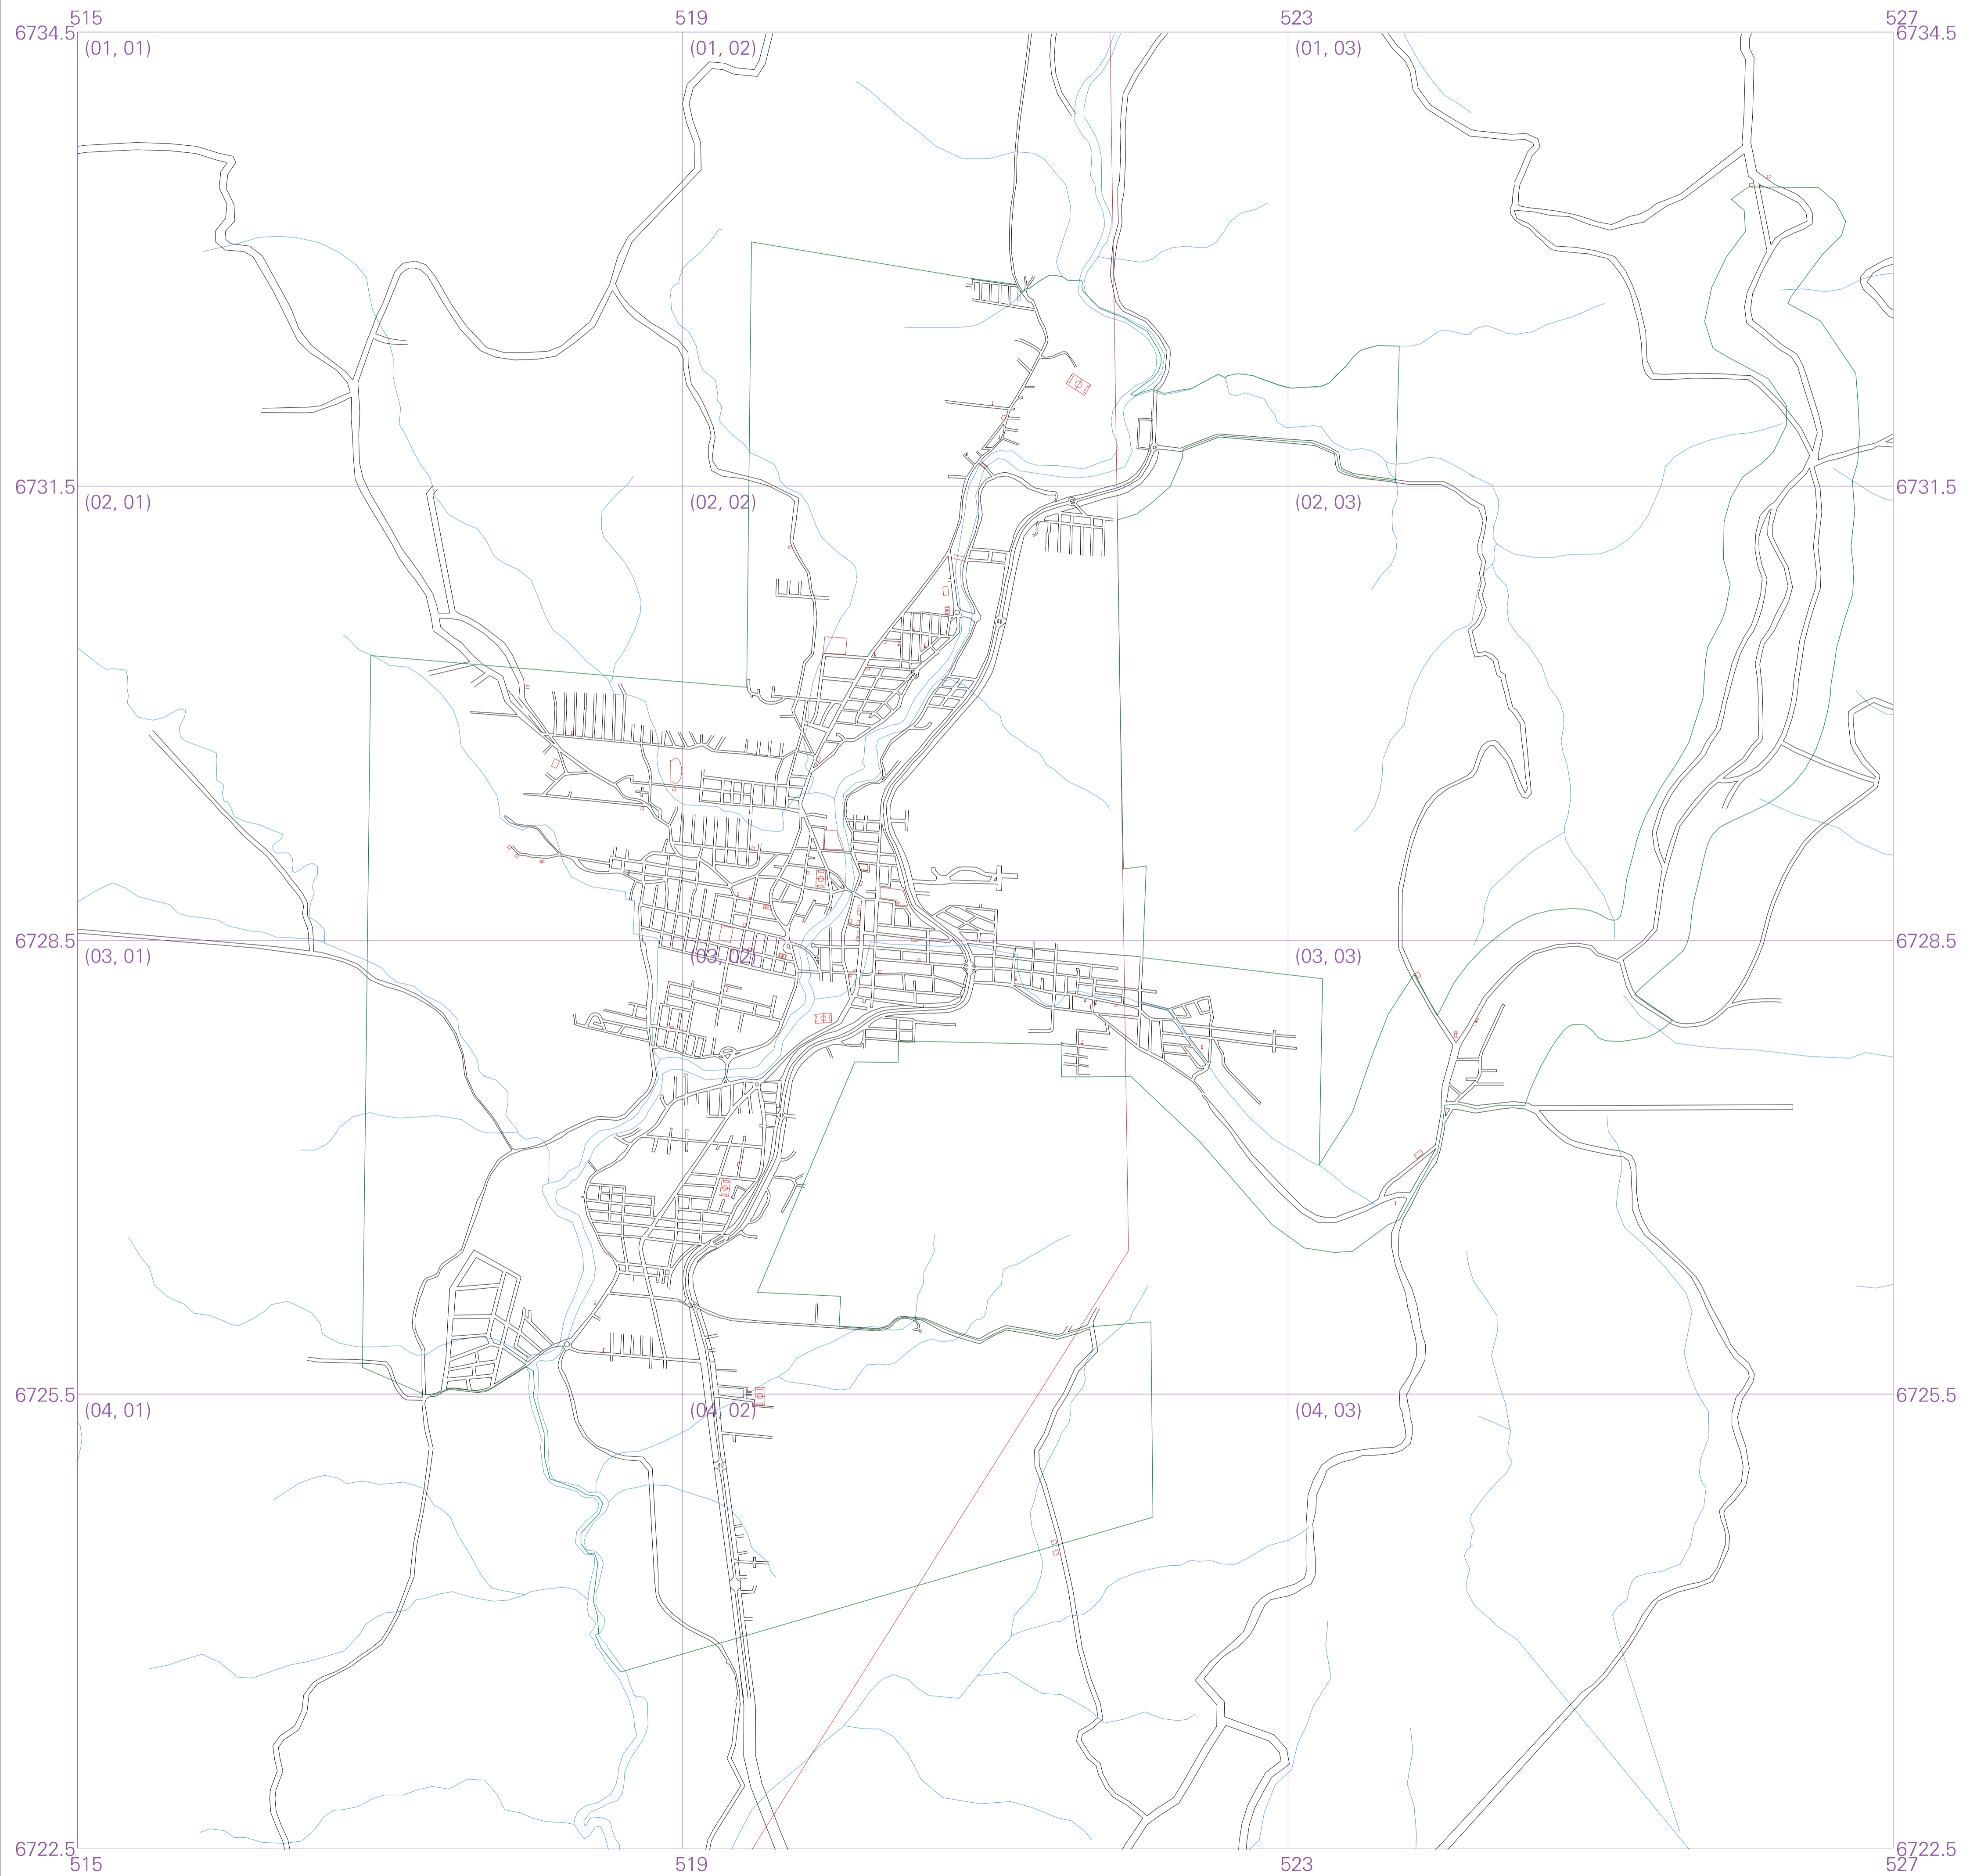 515 519 523 527
6734.5 6734.5
(01, 01) (01, 02) (01, 03)
6731.5 6731.5
(02, 01) (02, 02) (02, 03)
6728.5 6728.5
(03, 01) (03, 02) (03, 03)
6725.5 6725.5
(04, 01) (04, 02) (04, 03)
6722.5 6722.5
515 519 523 527